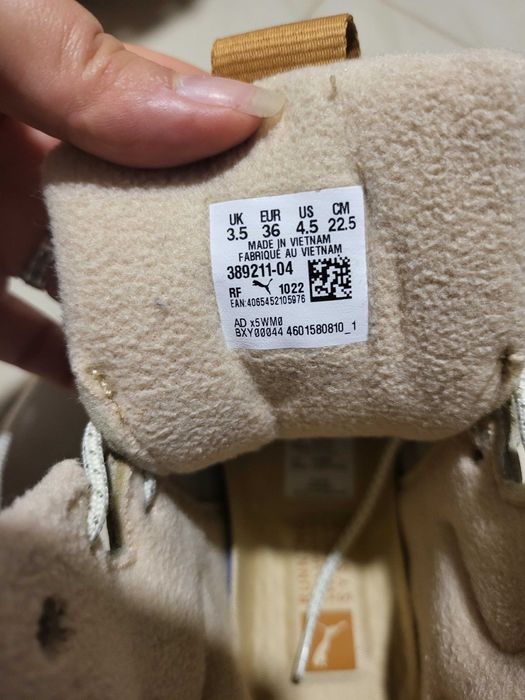 UK EUR US CM
3.5 36 4.5 22.5
MADE IN VIETNAM
FABRIQUÉ AU VIETNAM
389211-04
RF 1022
EAN:4065452105976
AD x5WM0
BXY00044 4601580810_1